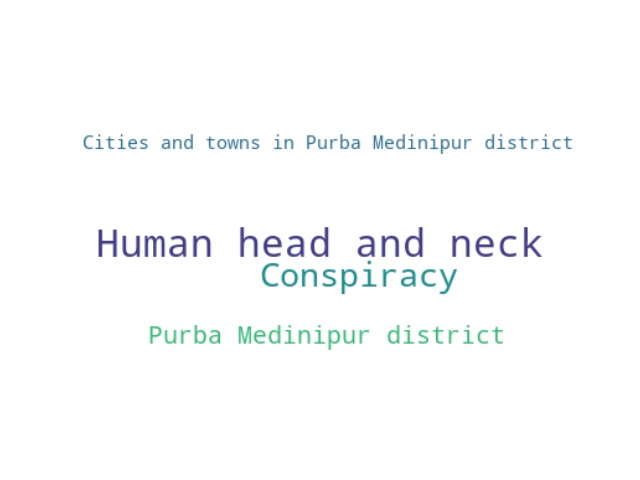 Cities and towns in Purba Medinipur district
Human head and neck
Conspiracy
Purba Medinipur district